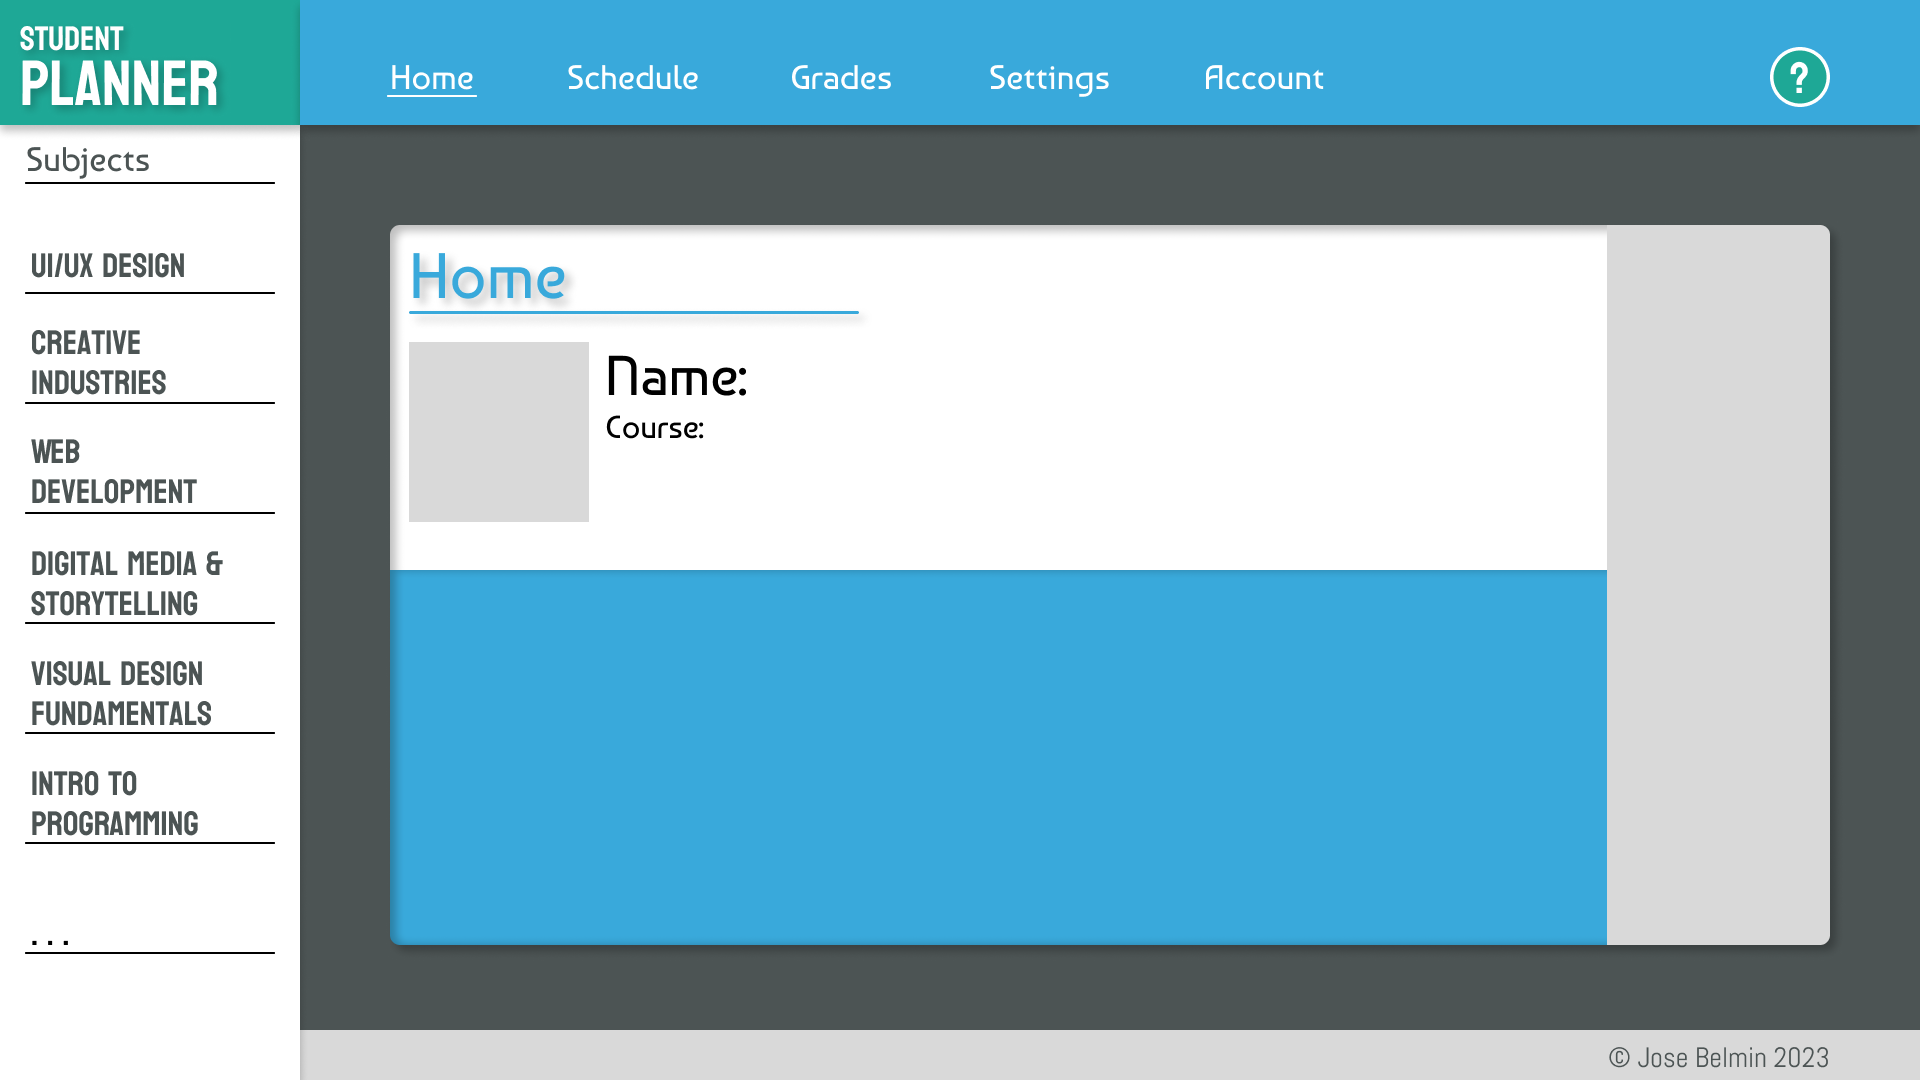 STUDENT
PLANNER
Home Schedule Grades Settings Account ?
Subjects
UI/UX DESIGN
CREATIVE
INDUSTRIES
WEB
DEVELOPMENT
DIGITAL MEDIA &
STORYTELLING
VISUAL DESIGN
FUNDAMENTALS
INTRO TO
PROGRAMMING
...
Home
Name:
Course:
© Jose Belmin 2023